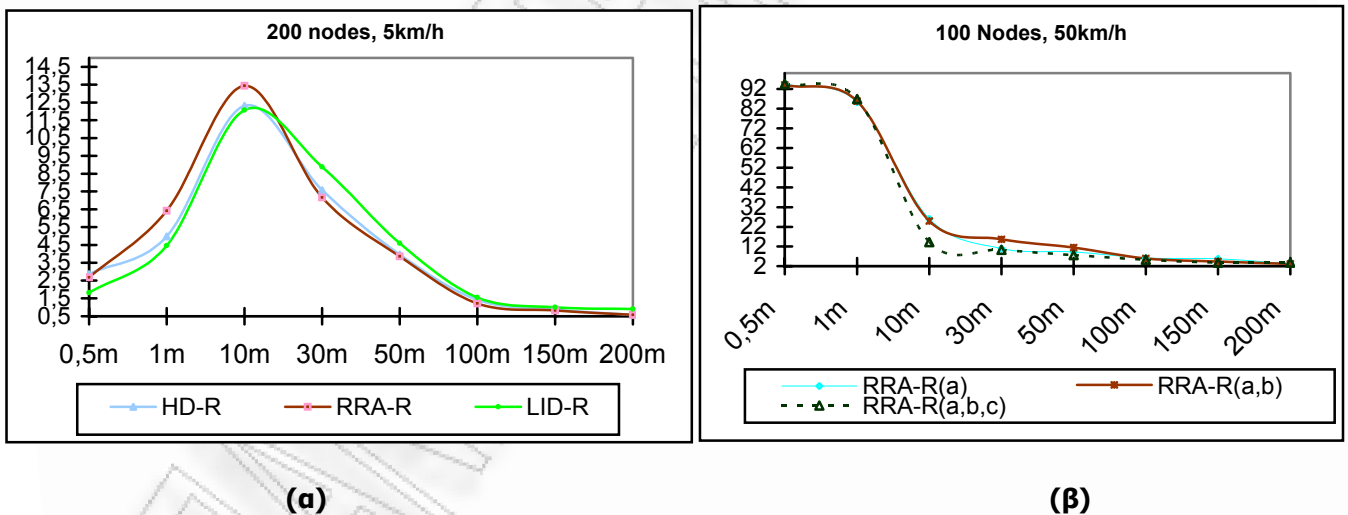 200 nodes, 5km/h
14,5
13,5
12,5
11,5
10,5
9,5
8,5
7,5
6,5
5,5
4,5
3,5
2,5
1,5
0,5
0,5m 1m 10m 30m 50m 100m 150m 200m
HD-R RRA-R LID-R
(α)
100 Nodes, 50km/h
92
82
72
62
52
42
32
22
12
2
0,5m 1m 10m 30m 50m 100m 150m 200m
RRA-R(a) RRA-R(a,b)
RRA-R(a,b,c)
(β)